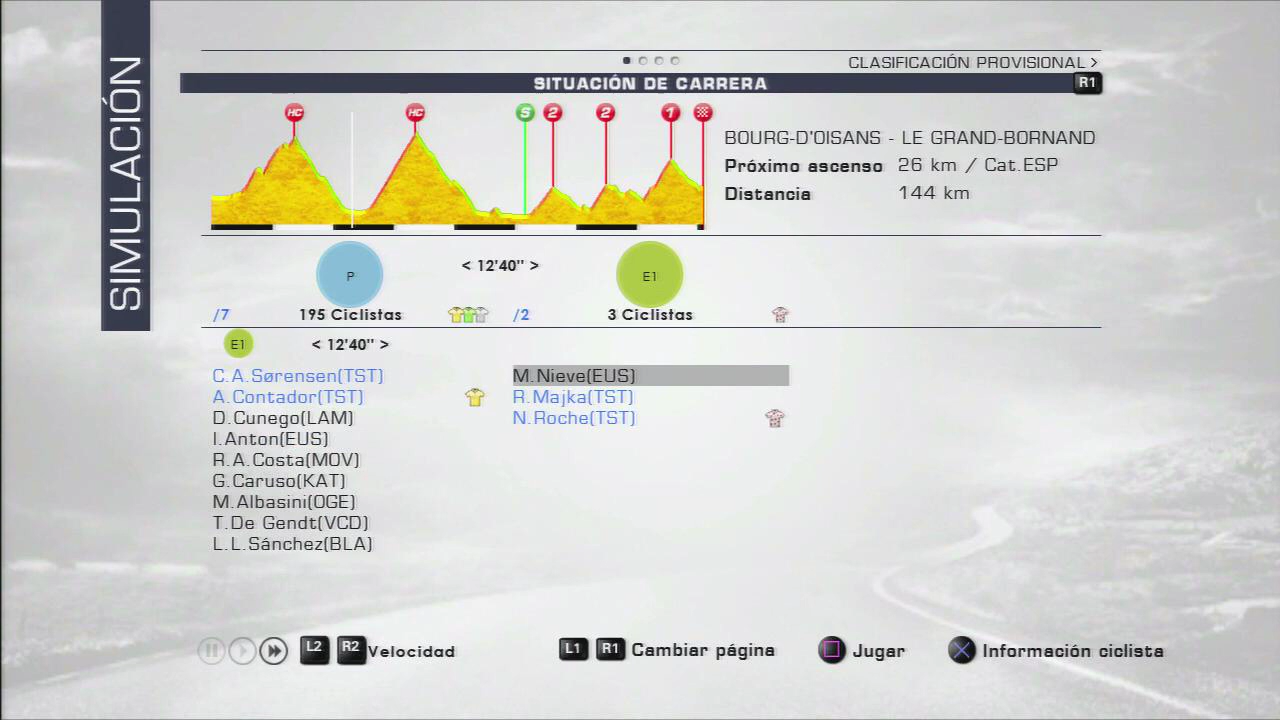 SIMULACIÓN
CLASIFICACIÓN PROVISIONAL >
SITUACIÓN DE CARRERA
R1
HC HC S 2 2 1
BOURG-D'OISANS - LE GRAND-BORNAND
Próximo ascenso 26 km / Cat.ESP
Distancia 144 km
P < 12'40'' > E1
/7 195 Ciclistas /2 3 Ciclistas
E1 < 12'40'' >
C.A.Sørensen(TST) M.Nieve(EUS)
A.Contador(TST) R.Majka(TST)
D.Cunego(LAM) N.Roche(TST)
I.Anton(EUS)
R.A.Costa(MOV)
G.Caruso(KAT)
M.Albasini(OGE)
T.De Gendt(VCD)
L.L.Sánchez(BLA)
L2 R2 Velocidad L1 R1 Cambiar página Jugar Información ciclista